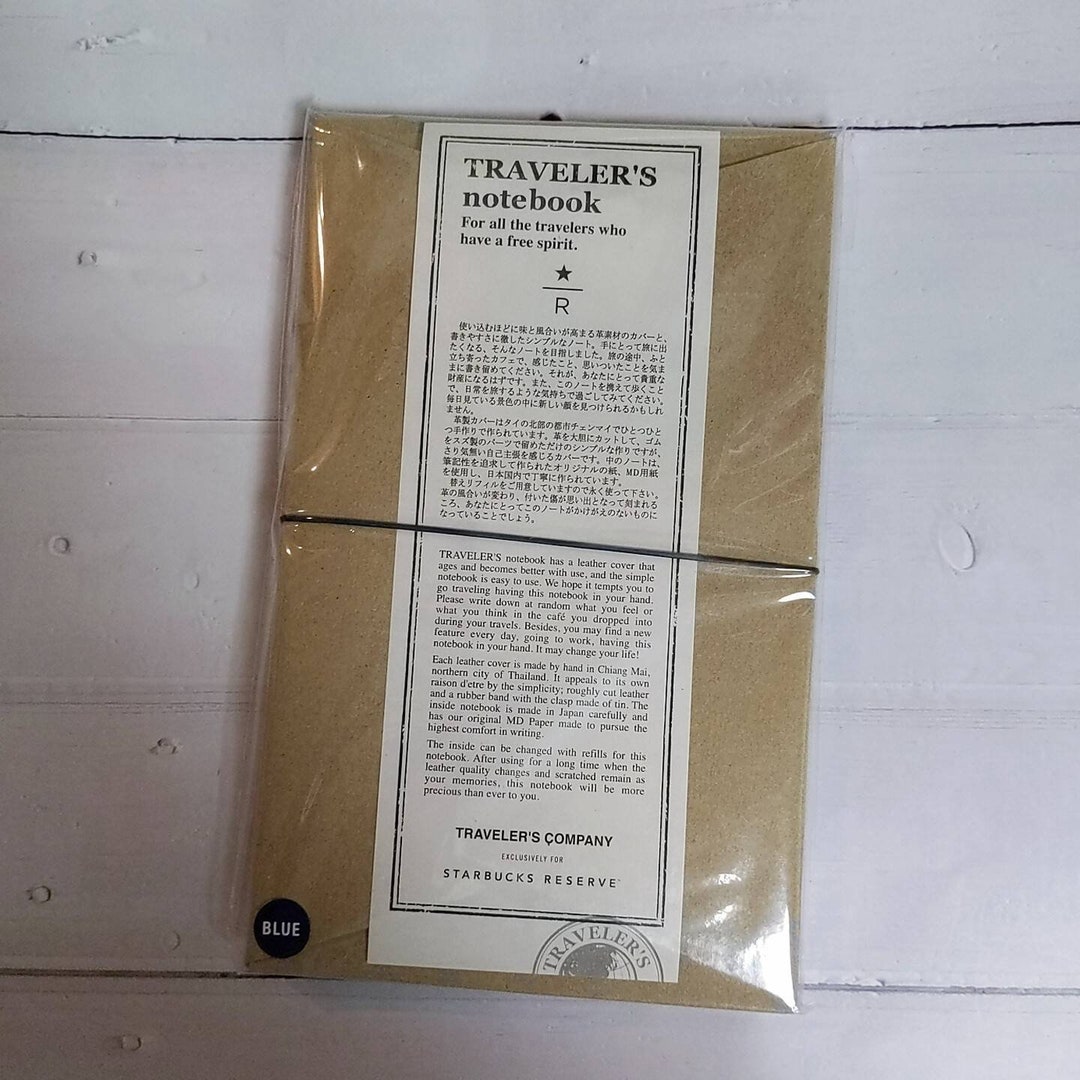 TRAVELER'S
notebook
For all the travelers who
have a free spirit.
R
使い込むほどに味と風合いが高まる革素材のカバーと、
書きやすさに徹したシンプルなノート。手にとって旅に出
たくなる、そんなノートを目指しました。旅の途中、ふと
立ち寄ったカフェで、感じたこと、思いついたことを気ま
まに書き留めてください。それが、あなたにとって貴重な
財産になるはずです。また、このノートを携えて歩くこと
で、日常を旅するような気持ちで過ごしてみてください。
毎日見ている景色の中に新しい顔を見つけられるかもしれ
ません。
革製カバーはタイの北部の都市チェンマイでひとつひと
つ手作りで作られています。革を大胆にカットして、ゴム
をスズ製のパーツで留めただけのシンプルな作りですが、
さり気無い自己主張を感じるカバーです。中のノートは、
筆記性を追求して作られたオリジナルの紙、MD用紙
を使用し、日本国内で丁寧に作られています。
替えリフィルをご用意していますので永く使って下さい。
革の風合いが変わり、付いた傷が思い出となって刻まれる
ころ、あなたにとってこのノートがかけがえのないものに
なっていることでしょう。
TRAVELER'S notebook has a leather cover that
ages and becomes better with use, and the simple
notebook is easy to use. We hope it tempts you to
go traveling having this notebook in your hand.
Please write down at random what you feel or
what you think in the café you dropped into
during your travels. Besides, you may find a new
feature every day, going to work, having this
notebook in your hand. It may change your life!
Each leather cover is made by hand in Chiang Mai,
northern city of Thailand. It appeals to its own
raison d'etre by the simplicity; roughly cut leather
and a rubber band with the clasp made of tin. The
inside notebook is made in Japan carefully and
has our original MD Paper made to pursue the
highest comfort in writing.
The inside can be changed with refills for this
notebook. After using for a long time when the
leather quality changes and scratched remain as
your memories, this notebook will be more
precious than ever to you.
TRAVELER'S COMPANY
EXCLUSIVELY FOR
STARBUCKS RESERVE™
BLUE
TRAVELER'S